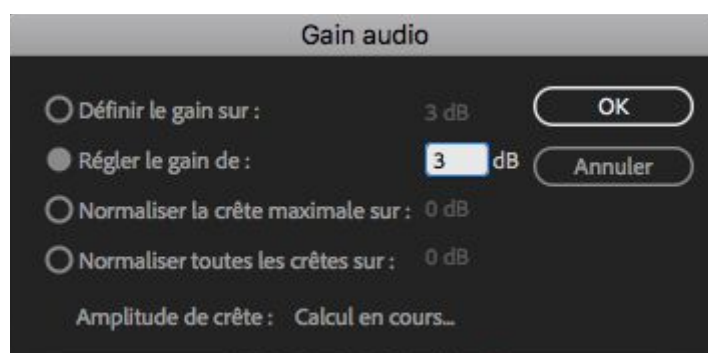 Gain audio
Définir le gain sur : 3 dB OK
Régler le gain de : 3 dB Annuler
Normaliser la crête maximale sur : 0 dB
Normaliser toutes les crêtes sur : 0 dB
Amplitude de crête : Calcul en cours...